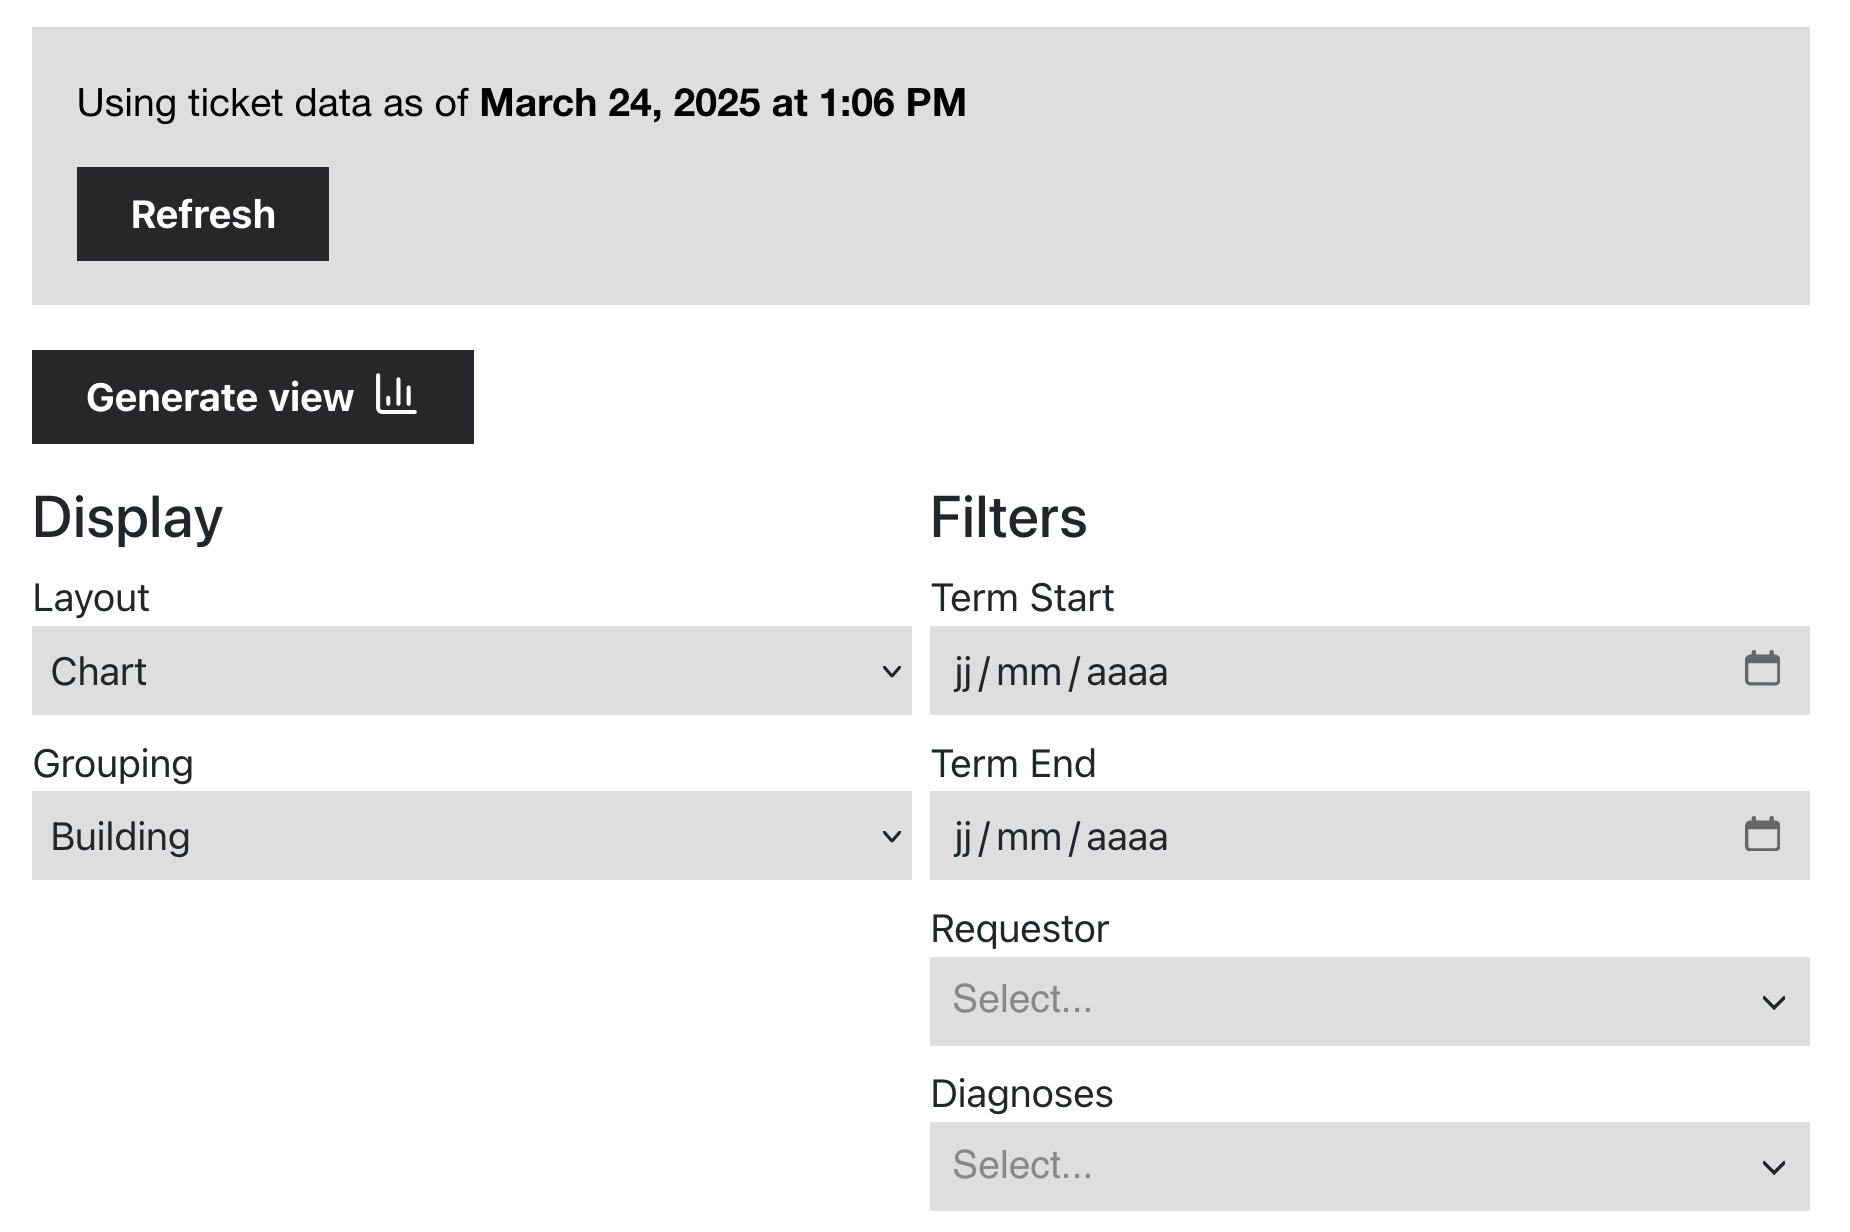 Using ticket data as of March 24, 2025 at 1:06 PM
Refresh
Generate view
Display
Layout
Chart
Grouping
Building
Filters
Term Start
jj/mm/aaaa
Term End
jj/mm/aaaa
Requestor
Select...
Diagnoses
Select...